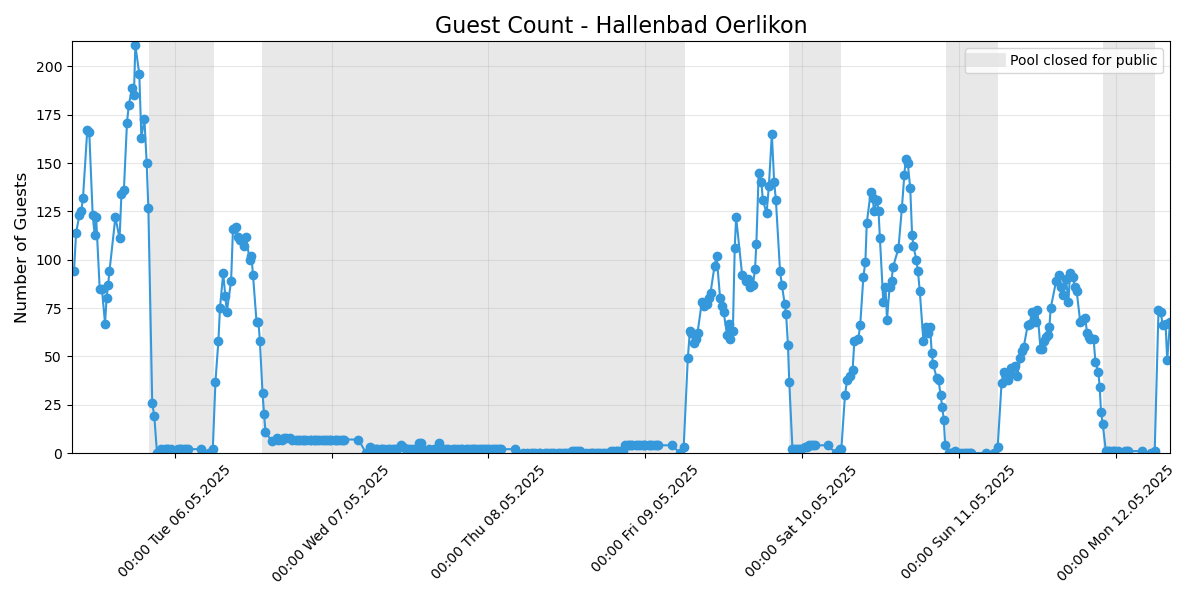 Guest Count - Hallenbad Oerlikon
Pool closed for public
Number of Guests
200
175
150
125
100
75
50
25
0
00:00 Tue 06.05.2025
00:00 Wed 07.05.2025
00:00 Thu 08.05.2025
00:00 Fri 09.05.2025
00:00 Sat 10.05.2025
00:00 Sun 11.05.2025
00:00 Mon 12.05.2025